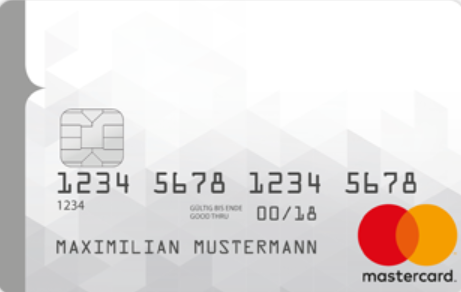 1234 5678 1234 5678
1234
GÜLTIG BIS ENDE
GOOD THRU
00/18
MAXIMILIAN MUSTERMANN
mastercard.